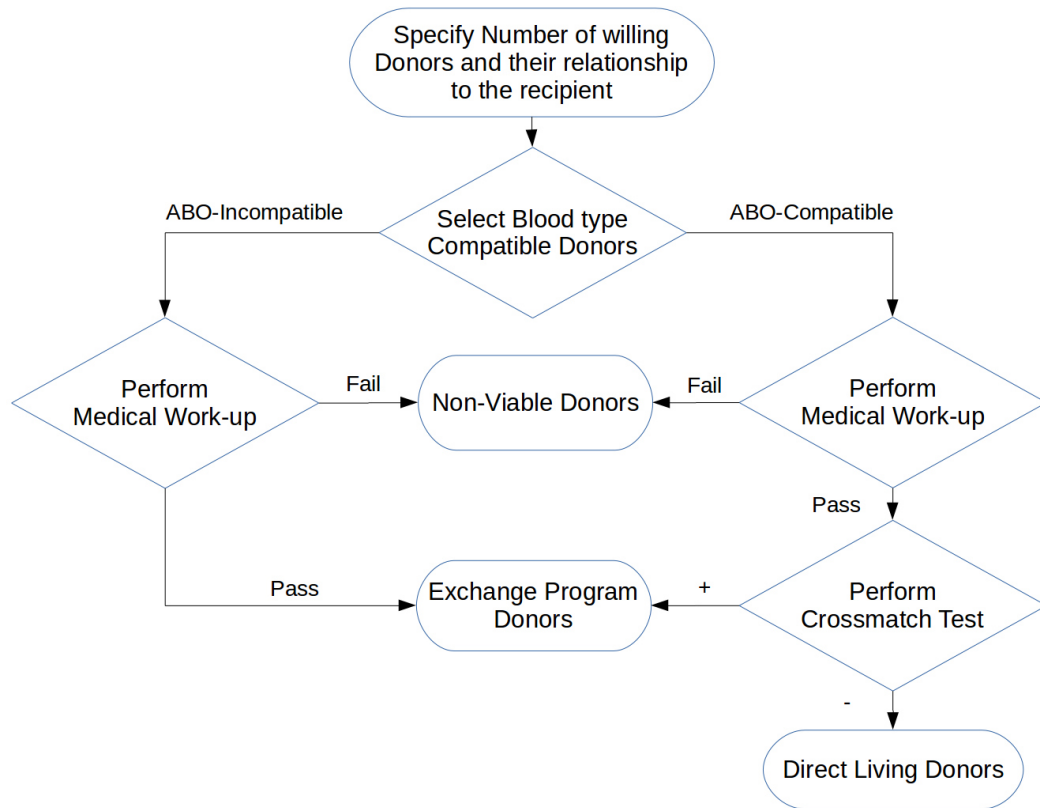 Specify Number of willing
Donors and their relationship
to the recipient
ABO-Incompatible
ABO-Compatible
Select Blood type
Compatible Donors
Perform
Medical Work-up
Fail
Non-Viable Donors
Fail
Perform
Medical Work-up
Pass
Pass
Exchange Program
Donors
+
Perform
Crossmatch Test
-
Direct Living Donors